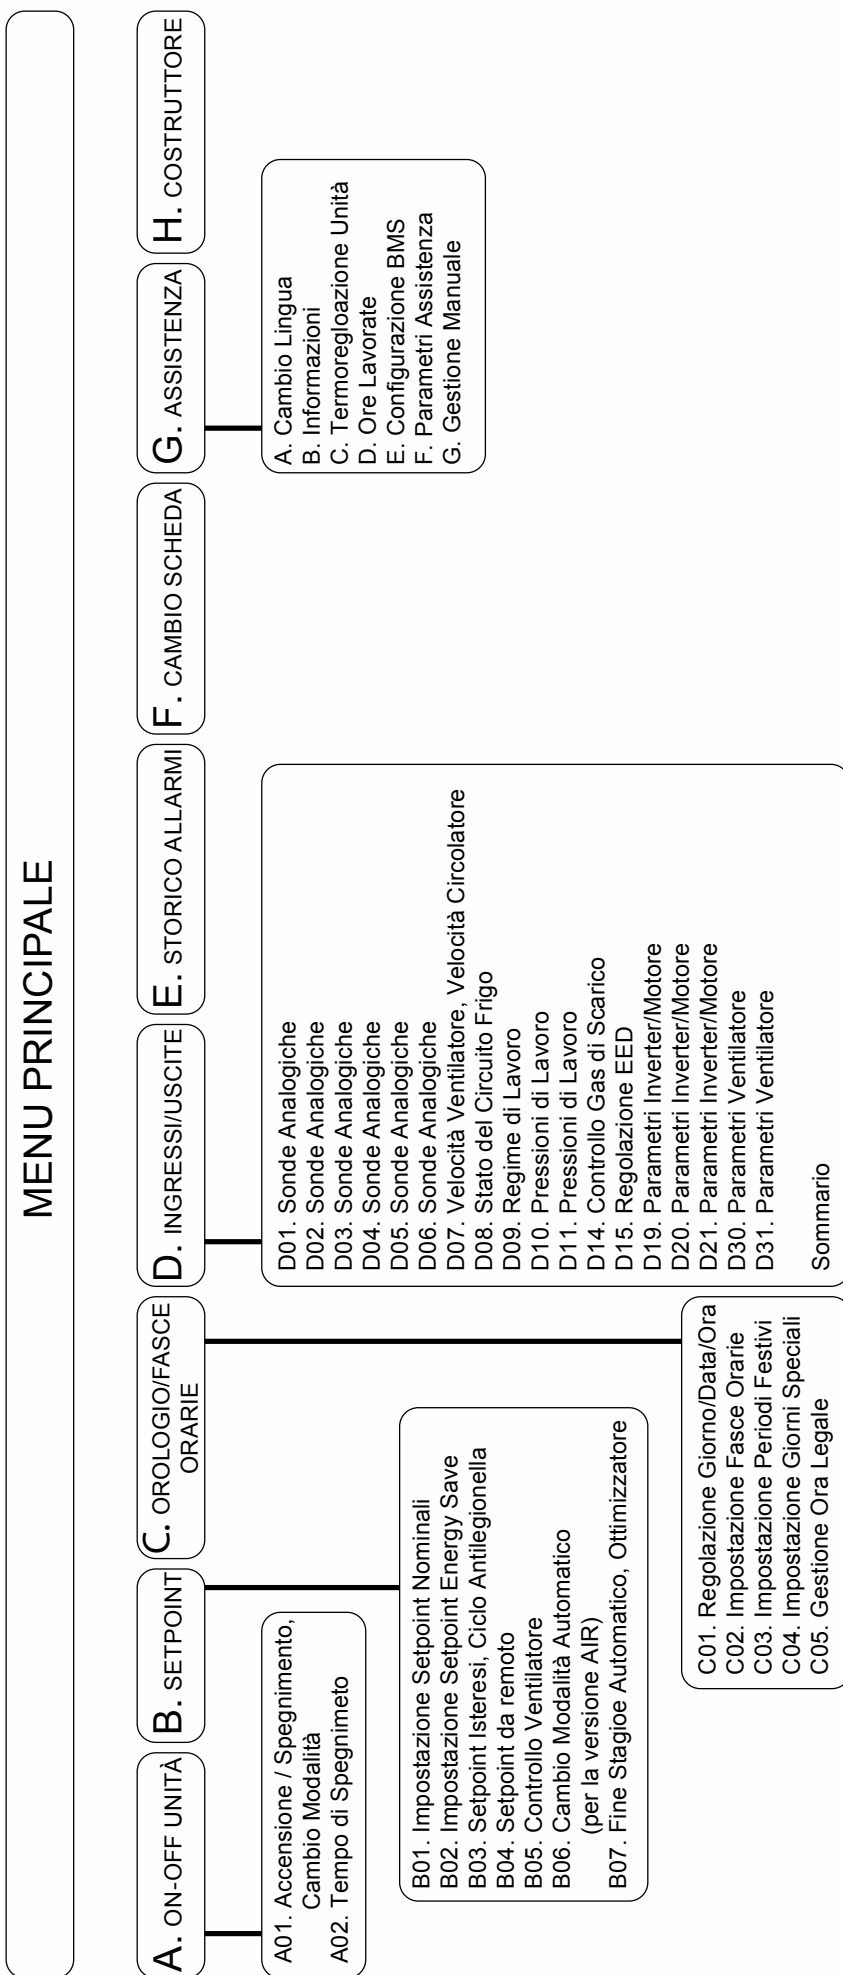 MENU PRINCIPALE
A. ON-OFF UNITÀ
A01. Accensione / Spegnimento,
Cambio Modalità
A02. Tempo di Spegnimeto
B. SETPOINT
B01. Impostazione Setpoint Nominali
B02. Impostazione Setpoint Energy Save
B03. Setpoint Isteresi, Ciclo Antilegionella
B04. Setpoint da remoto
B05. Controllo Ventilatore
B06. Cambio Modalità Automatico
(per la versione AIR)
B07. Fine Stagioe Automatico, Ottimizzatore
C. OROLOGIO/FASCE
ORARIE
C01. Regolazione Giorno/Data/Ora
C02. Impostazione Fasce Orarie
C03. Impostazione Periodi Festivi
C04. Impostazione Giorni Speciali
C05. Gestione Ora Legale
D. INGRESSI/USCITE
D01. Sonde Analogiche
D02. Sonde Analogiche
D03. Sonde Analogiche
D04. Sonde Analogiche
D05. Sonde Analogiche
D06. Sonde Analogiche
D07. Velocità Ventilatore, Velocità Circolatore
D08. Stato del Circuito Frigo
D09. Regime di Lavoro
D10. Pressioni di Lavoro
D11. Pressioni di Lavoro
D14. Controllo Gas di Scarico
D15. Regolazione EED
D19. Parametri Inverter/Motore
D20. Parametri Inverter/Motore
D21. Parametri Inverter/Motore
D30. Parametri Ventilatore
D31. Parametri Ventilatore
Sommario
E. STORICO ALLARMI
F. CAMBIO SCHEDA
G. ASSISTENZA
A. Cambio Lingua
B. Informazioni
C. Termoregloazione Unità
D. Ore Lavorate
E. Configurazione BMS
F. Parametri Assistenza
G. Gestione Manuale
H. COSTRUTTORE